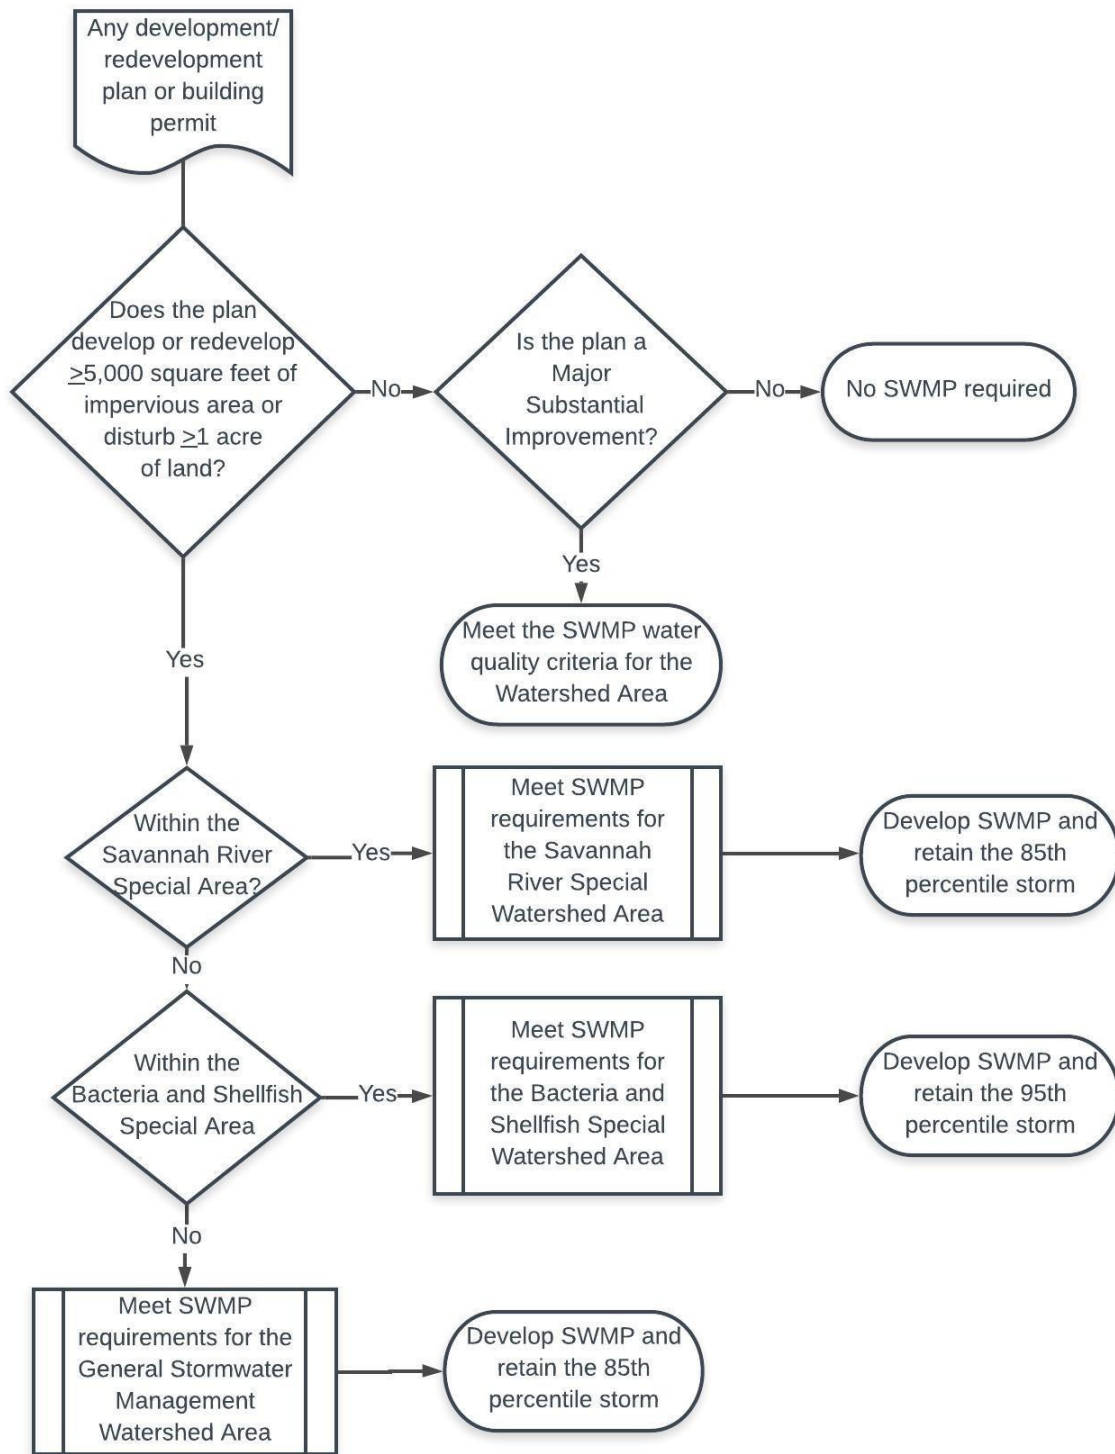 Any development/
redevelopment
plan or building
permit
Does the plan
develop or redevelop
≥5,000 square feet of
impervious area or
disturb ≥1 acre
of land?
No
Is the plan a
Major
Substantial
Improvement?
No
No SWMP required
Yes
Meet the SWMP water
quality criteria for the
Watershed Area
Yes
Within the
Savannah River
Special Area?
Yes
Meet SWMP
requirements for
the Savannah
River Special
Watershed Area
Develop SWMP and
retain the 85th
percentile storm
No
Within the
Bacteria and Shellfish
Special Area
Yes
Meet SWMP
requirements for
the Bacteria and
Shellfish Special
Watershed Area
Develop SWMP and
retain the 95th
percentile storm
No
Meet SWMP
requirements for the
General Stormwater
Management
Watershed Area
Develop SWMP and
retain the 85th
percentile storm